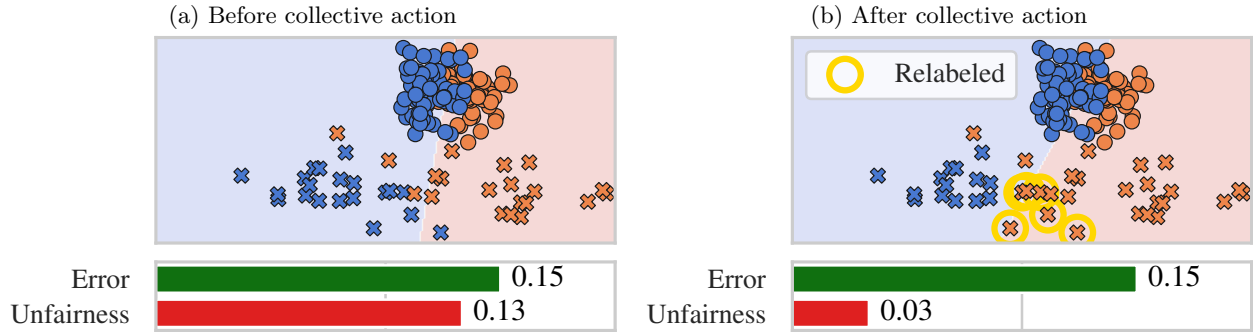 (a) Before collective action
(b) After collective action
Relabeled
Error 0.15
Unfairness 0.13
Error 0.15
Unfairness 0.03